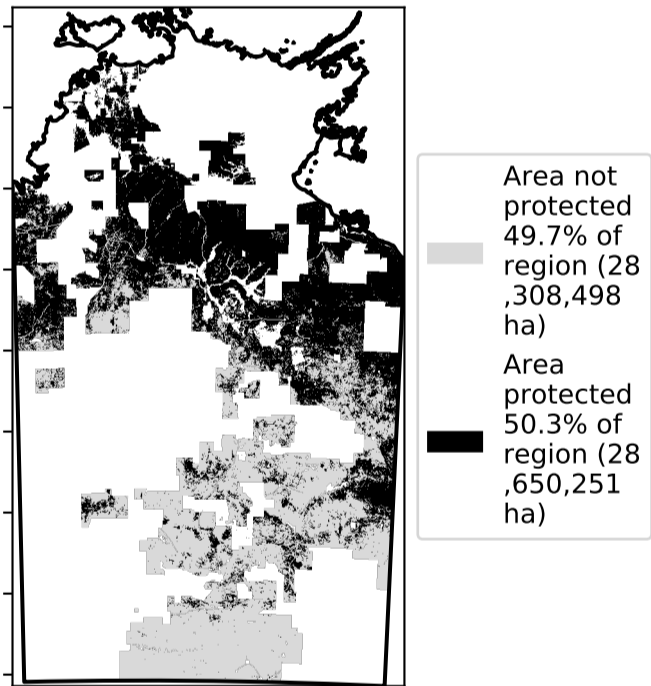 Area not
protected
49.7% of
region (28
,308,498
ha)
Area
protected
50.3% of
region (28
,650,251
ha)